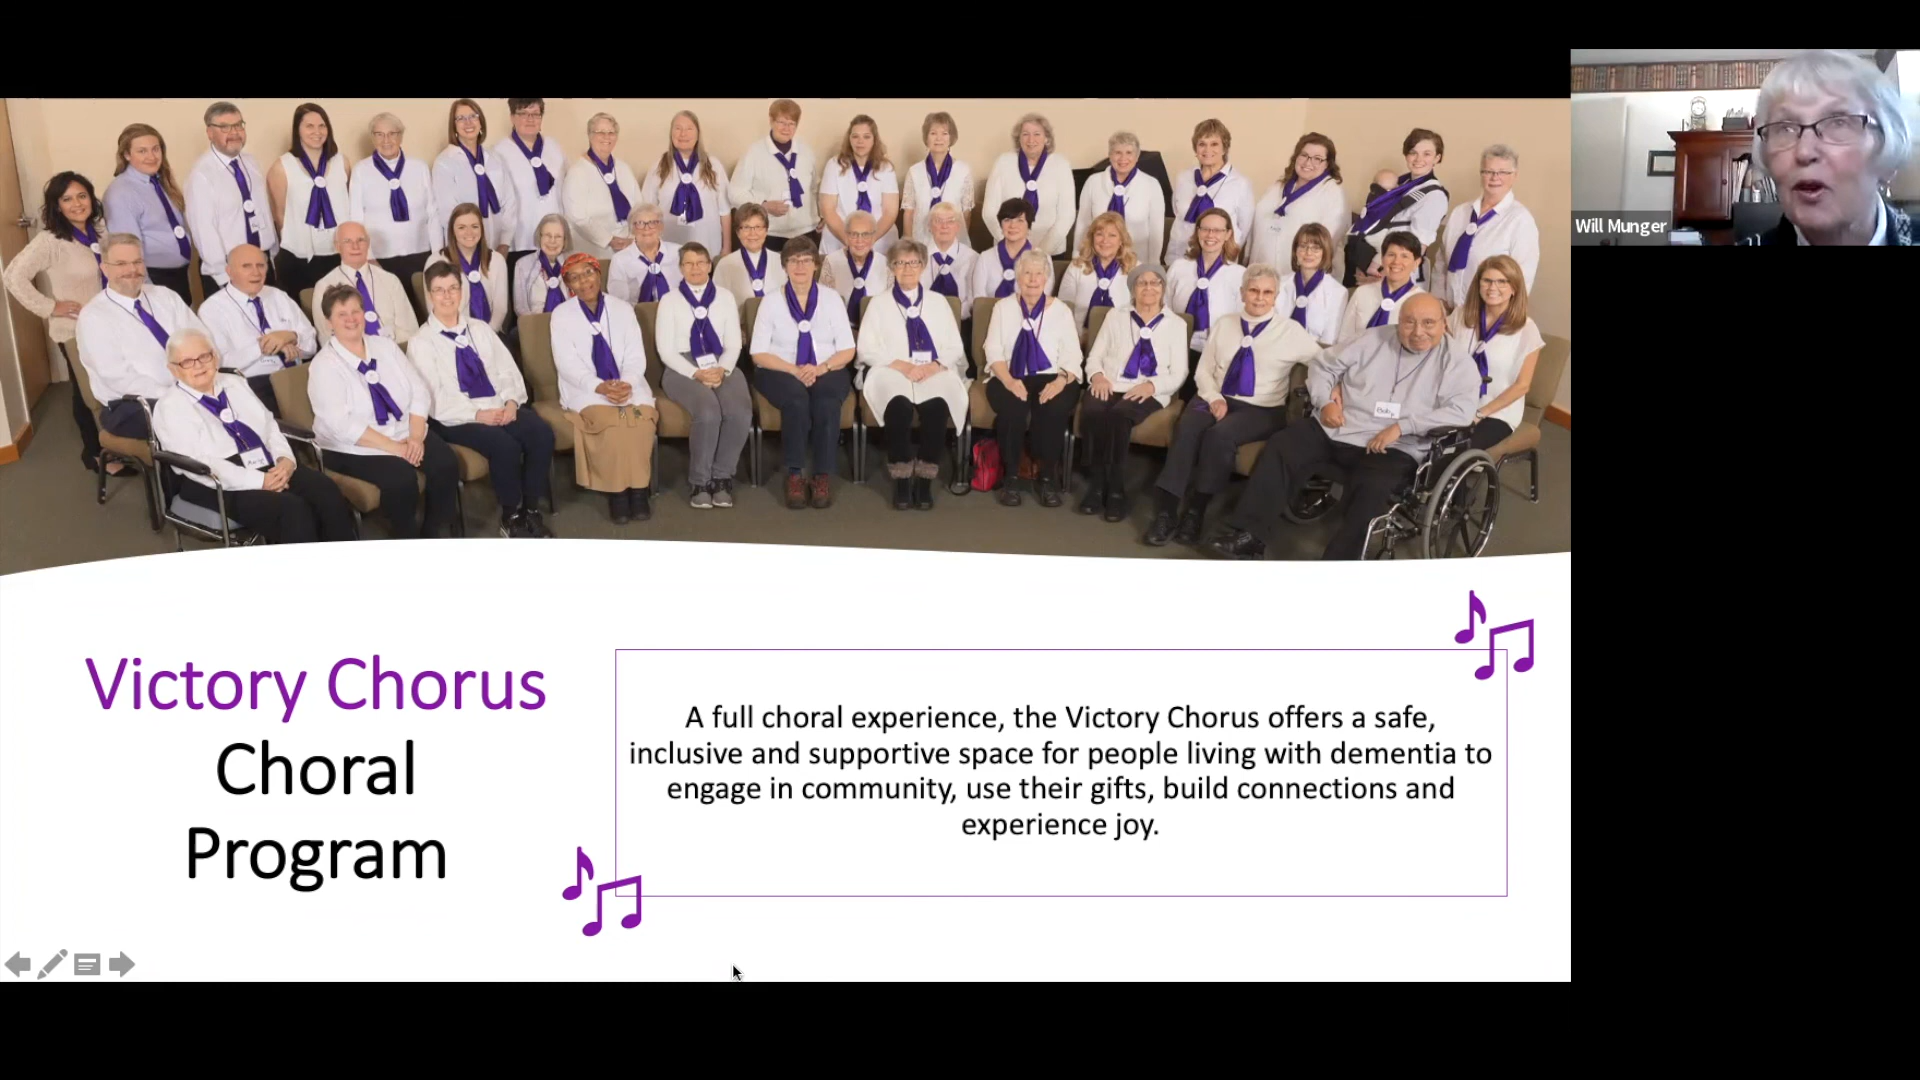 Will Munger
Bob
Victory Chorus
Choral
Program
A full choral experience, the Victory Chorus offers a safe,
inclusive and supportive space for people living with dementia to
engage in community, use their gifts, build connections and
experience joy.